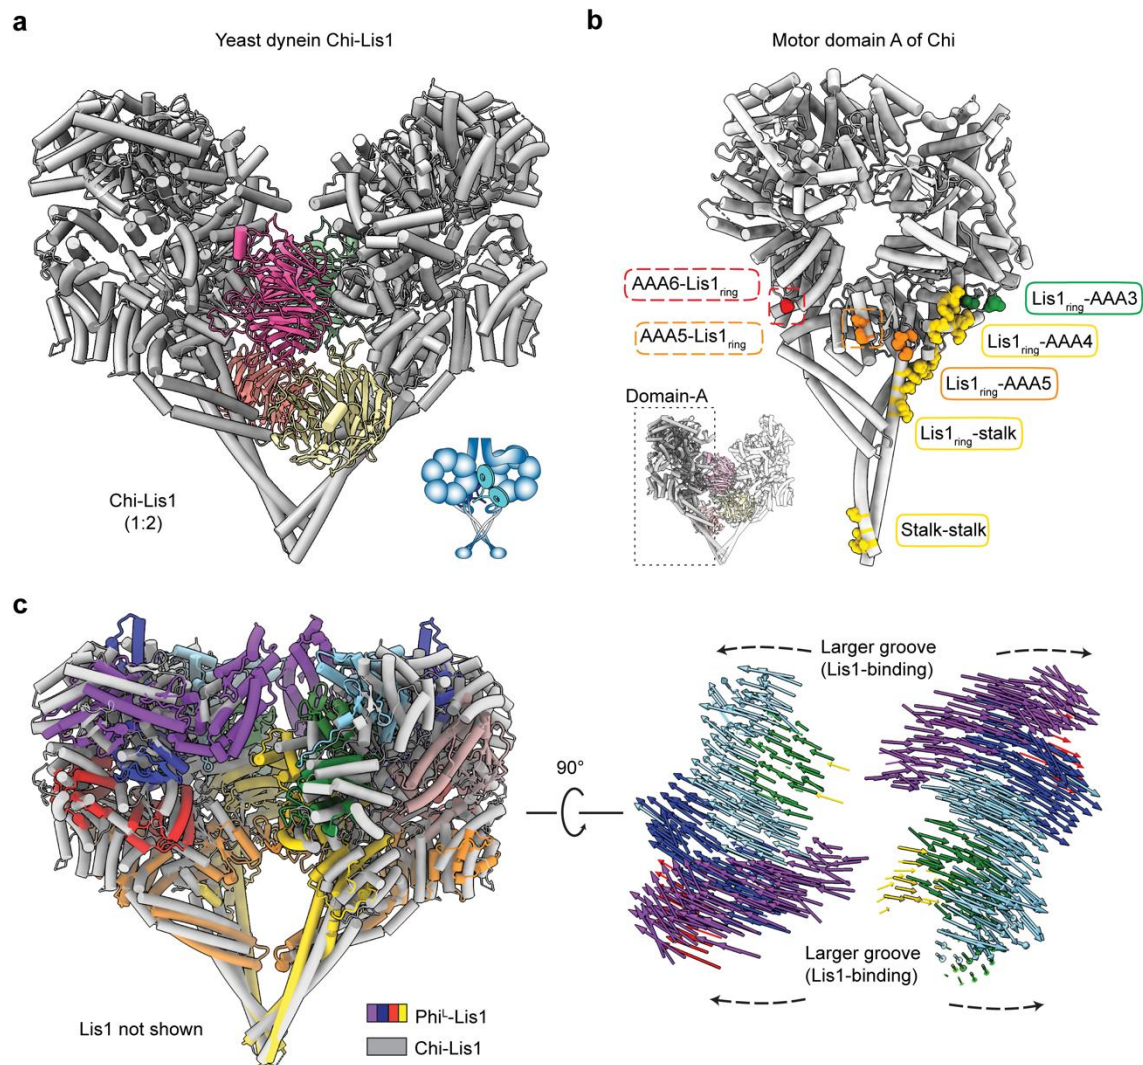 a
Yeast dynein Chi-Lis1
Chi-Lis1
(1:2)
b
Motor domain A of Chi
AAA6-Lis1ring
AAA5-Lis1ring
Lis1ring-AAA3
Lis1ring-AAA4
Lis1ring-AAA5
Lis1ring-stalk
Stalk-stalk
Domain-A
c
Lis1 not shown
Phiᴸ-Lis1
Chi-Lis1
90°
Larger groove
(Lis1-binding)
Larger groove
(Lis1-binding)